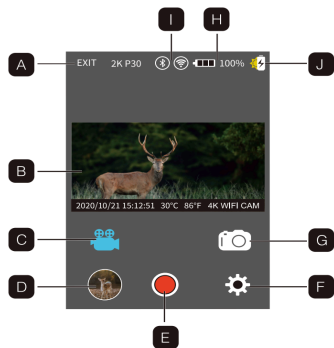 I H
A EXIT 2K P30 100% J
B
2020/10/21 15:12:51 30°C 86°F 4K WIFI CAM
C G
D F
E